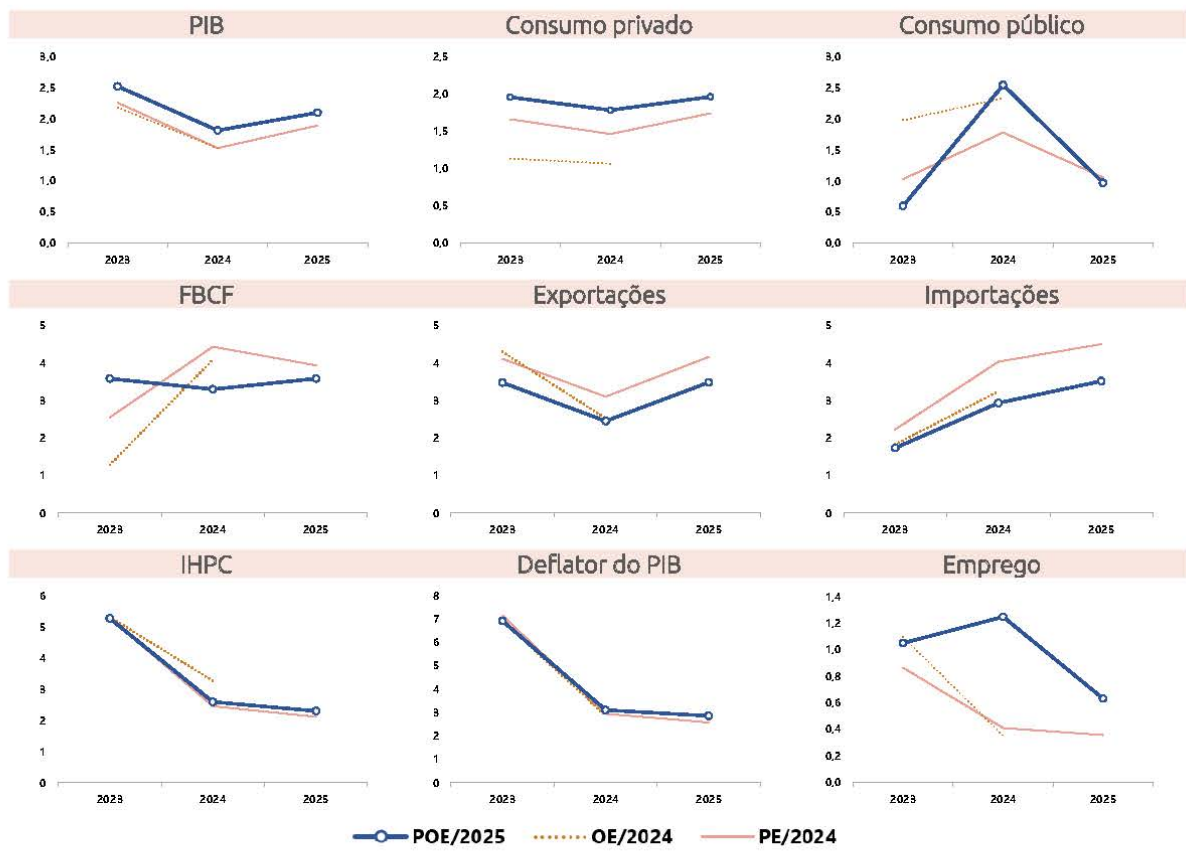 PIB Consumo privado Consumo público
3,0 2,5 3,0
2,5 2,0 2,5
2,0 1,5 2,0
1,5 1,0 1,5
1,0 0,5 1,0
0,5 0,0 0,5
0,0 0,0
2023 2024 2025 2023 2024 2025 2023 2024 2025
FBCF Exportações Importações
5 5 5
4 4 4
3 3 3
2 2 2
1 1 1
0 0 0
2023 2024 2025 2023 2024 2025 2023 2024 2025
IHPC Deflator do PIB Emprego
6 8 1,4
5 7 1,2
4 6 1,0
3 5 0,8
2 4 0,6
1 3 0,4
0 2 0,2
1 0,0
0
2023 2024 2025 2023 2024 2025 2023 2024 2025
POE/2025 OE/2024 PE/2024